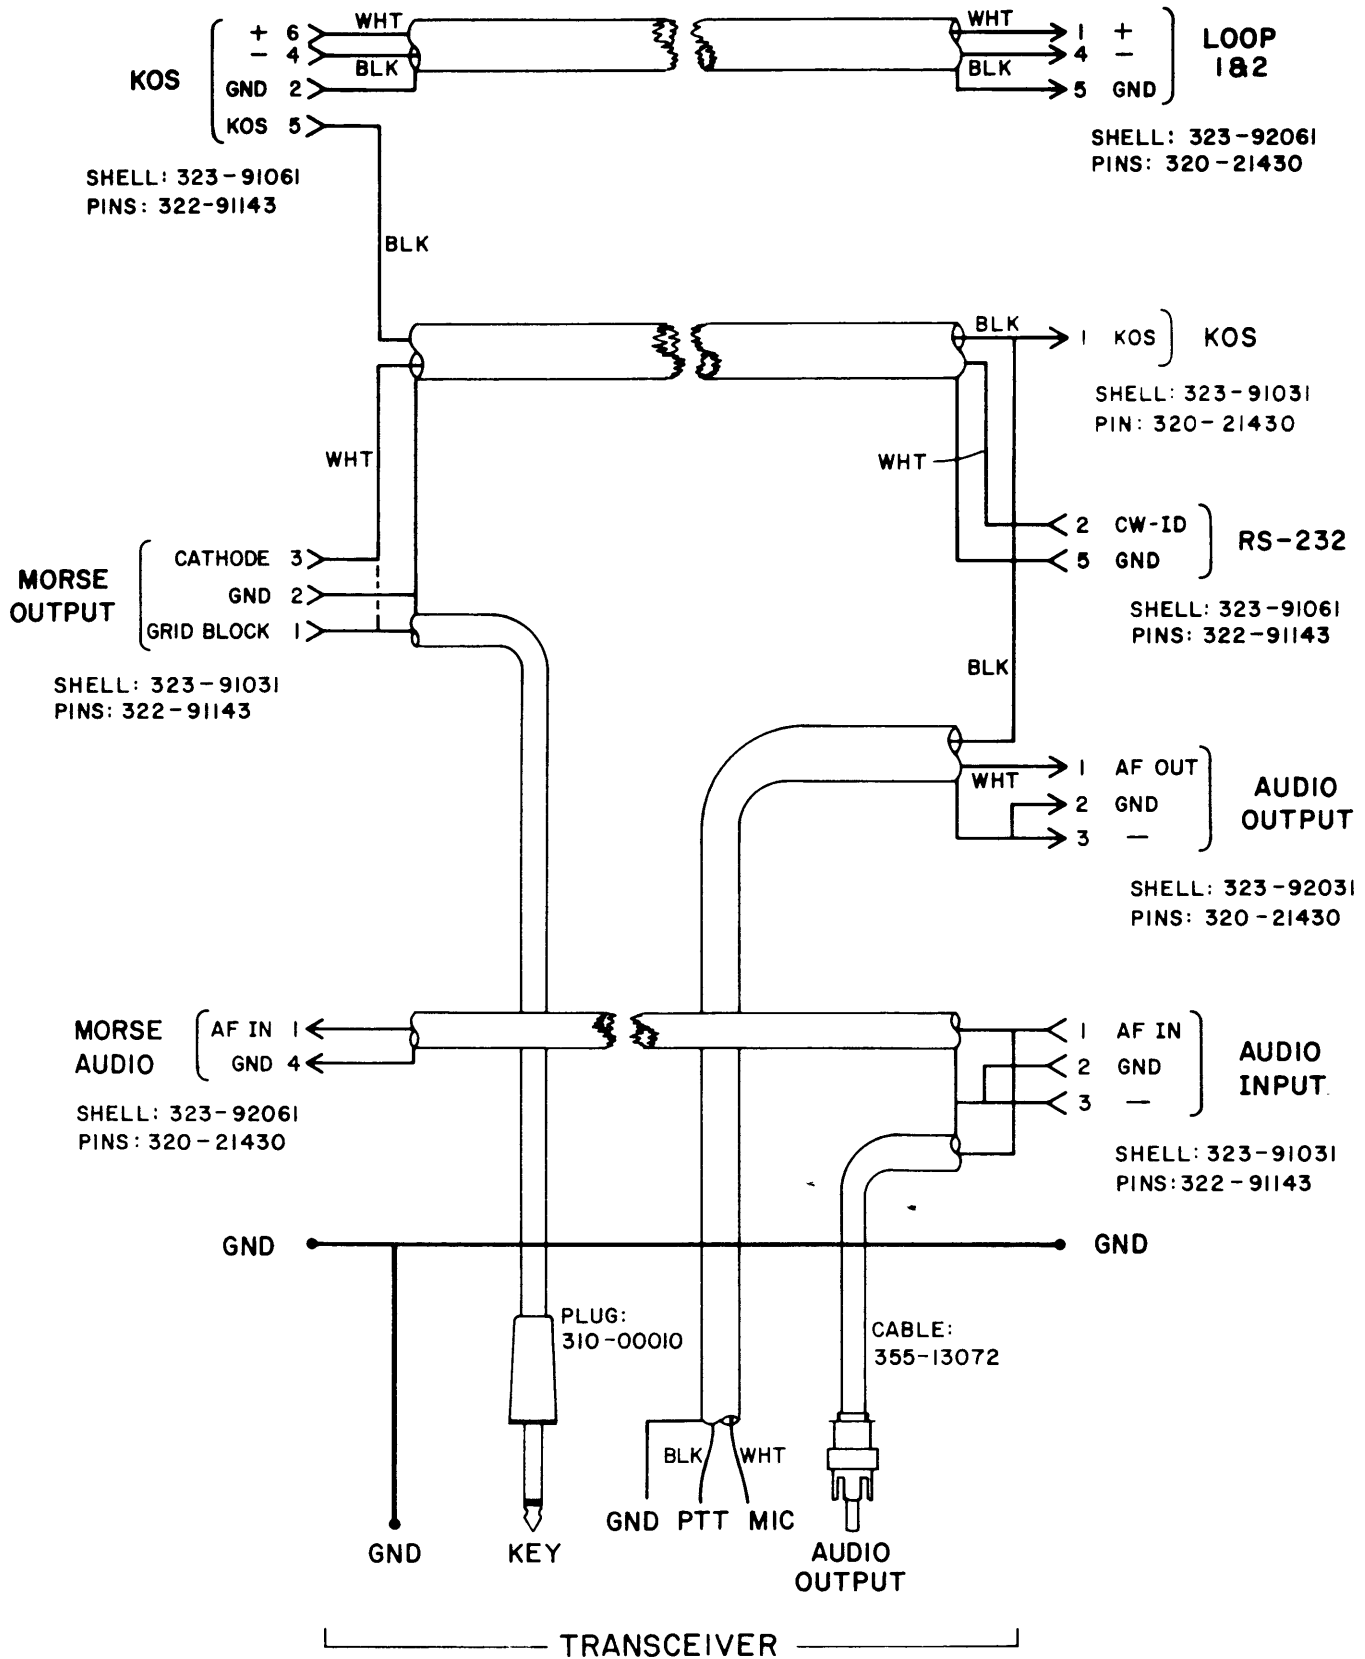 WHT
WHT
+ 6
1 +
LOOP
1&2
- 4
4 -
BLK
BLK
KOS
GND 2
5 GND
KOS 5
SHELL: 323-92061
PINS: 320-21430
SHELL: 323-91061
PINS: 322-91143
BLK
BLK
1 KOS
KOS
SHELL: 323-91031
PIN: 320-21430
WHT
WHT
2 CW-ID
RS-232
5 GND
MORSE
OUTPUT
CATHODE 3
GND 2
GRID BLOCK 1
SHELL: 323-91061
PINS: 322-91143
SHELL: 323-91031
PINS: 322-91143
BLK
1 AF OUT
WHT
2 GND
3 -
AUDIO
OUTPUT
SHELL: 323-92031
PINS: 320-21430
MORSE
AUDIO
AF IN 1
GND 4
1 AF IN
2 GND
3 -
AUDIO
INPUT
SHELL: 323-92061
PINS: 320-21430
SHELL: 323-91031
PINS: 322-91143
GND
GND
PLUG:
310-00010
CABLE:
355-13072
BLK
WHT
GND PTT MIC
GND
KEY
AUDIO
OUTPUT
TRANSCEIVER